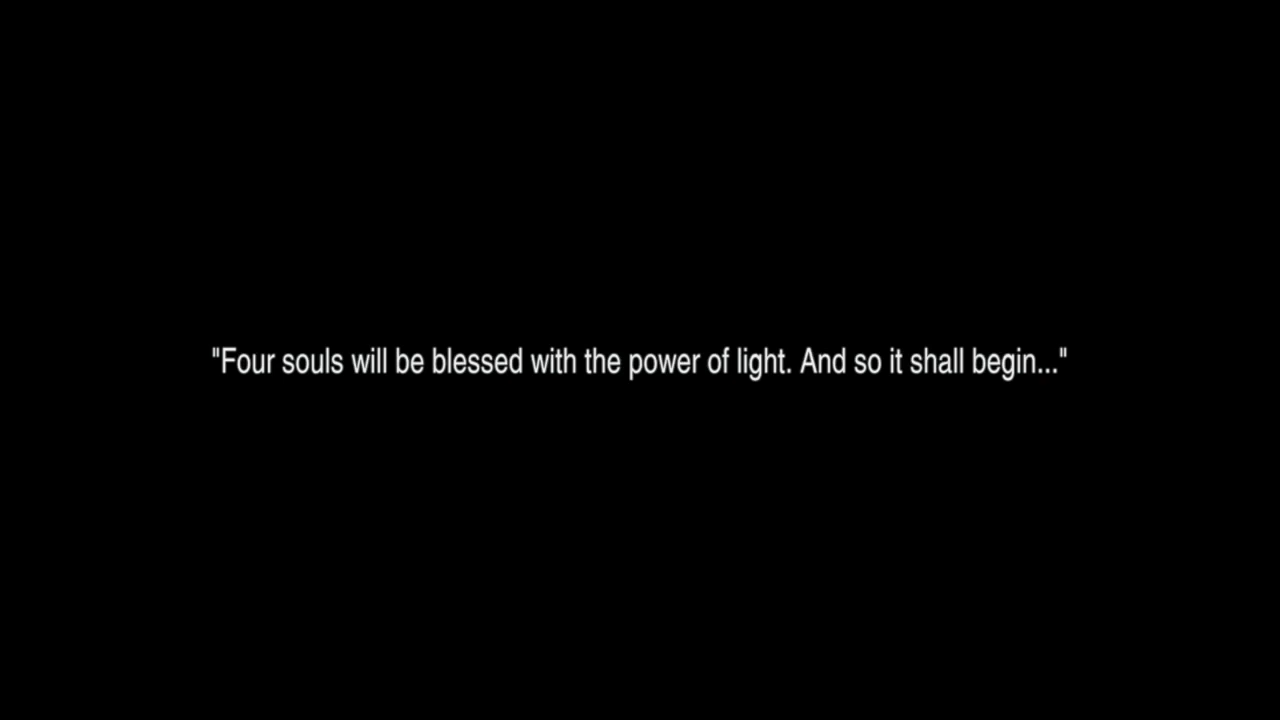 "Four souls will be blessed with the power of light. And so it shall begin..."